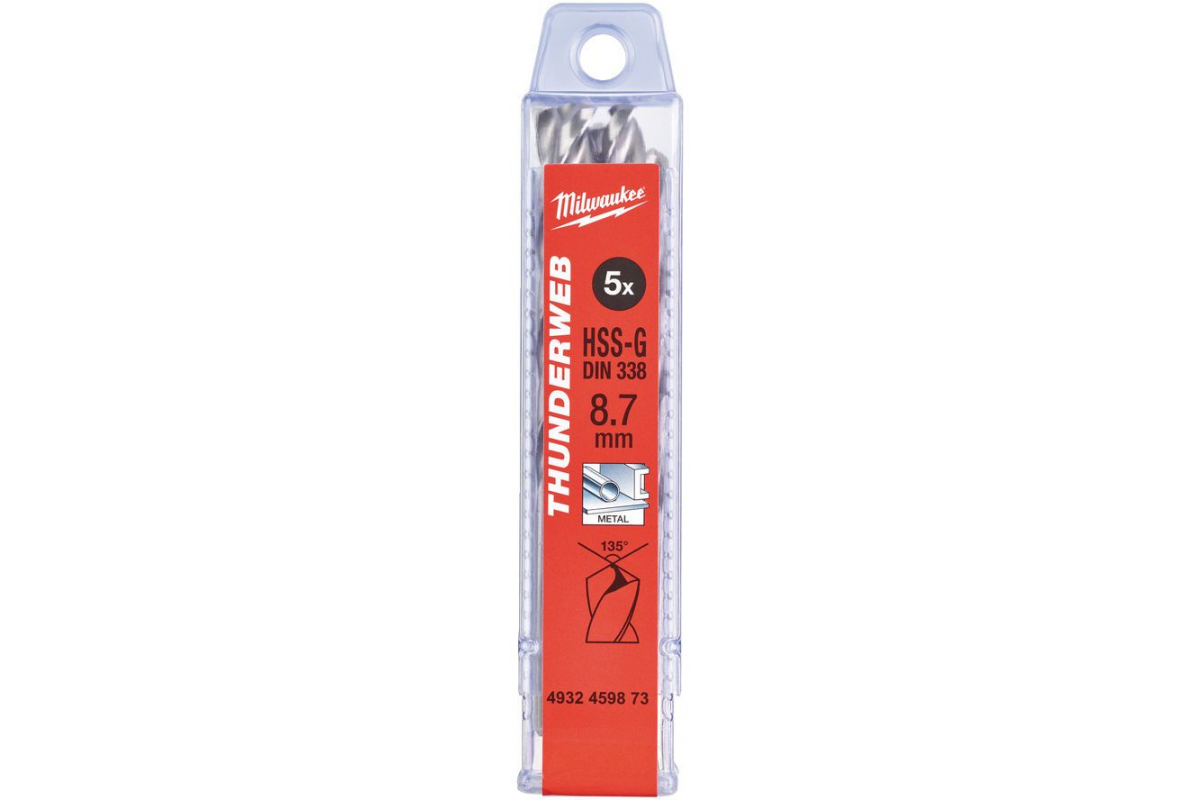 Milwaukee
THUNDERWEB
5x
HSS-G
DIN 338
8.7
mm
METAL
135°
4932 4598 73